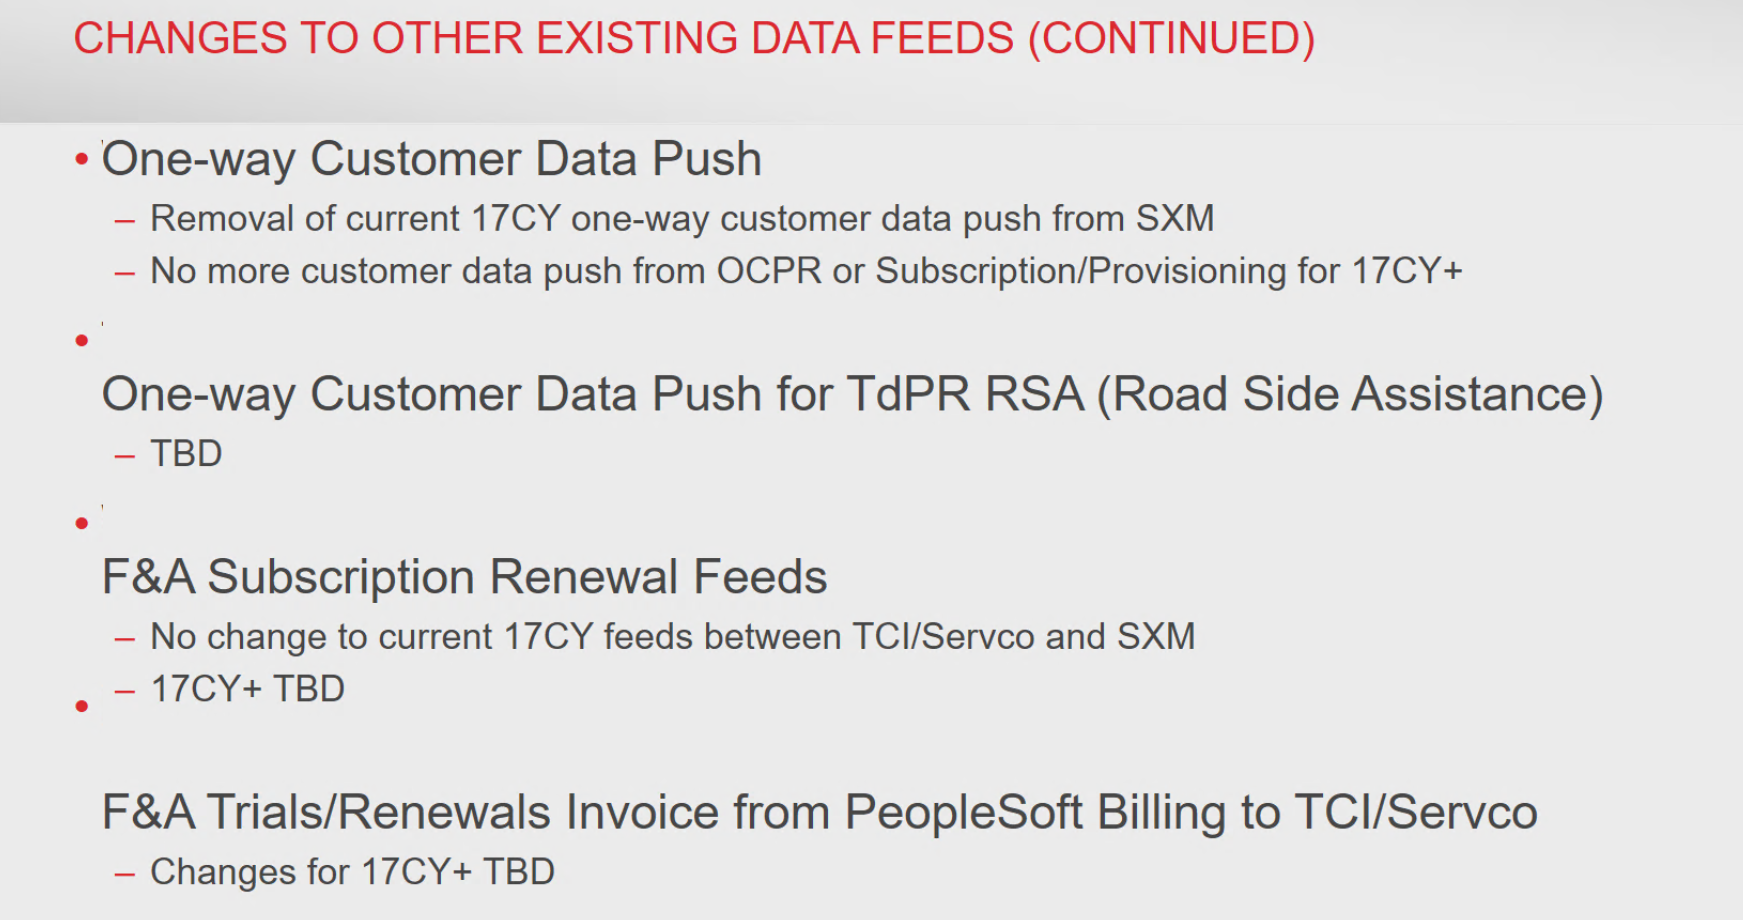 CHANGES TO OTHER EXISTING DATA FEEDS (CONTINUED)
• One-way Customer Data Push
– Removal of current 17CY one-way customer data push from SXM
– No more customer data push from OCPR or Subscription/Provisioning for 17CY+
•
One-way Customer Data Push for TdPR RSA (Road Side Assistance)
– TBD
•
F&A Subscription Renewal Feeds
– No change to current 17CY feeds between TCI/Servco and SXM
– 17CY+ TBD
•
F&A Trials/Renewals Invoice from PeopleSoft Billing to TCI/Servco
– Changes for 17CY+ TBD